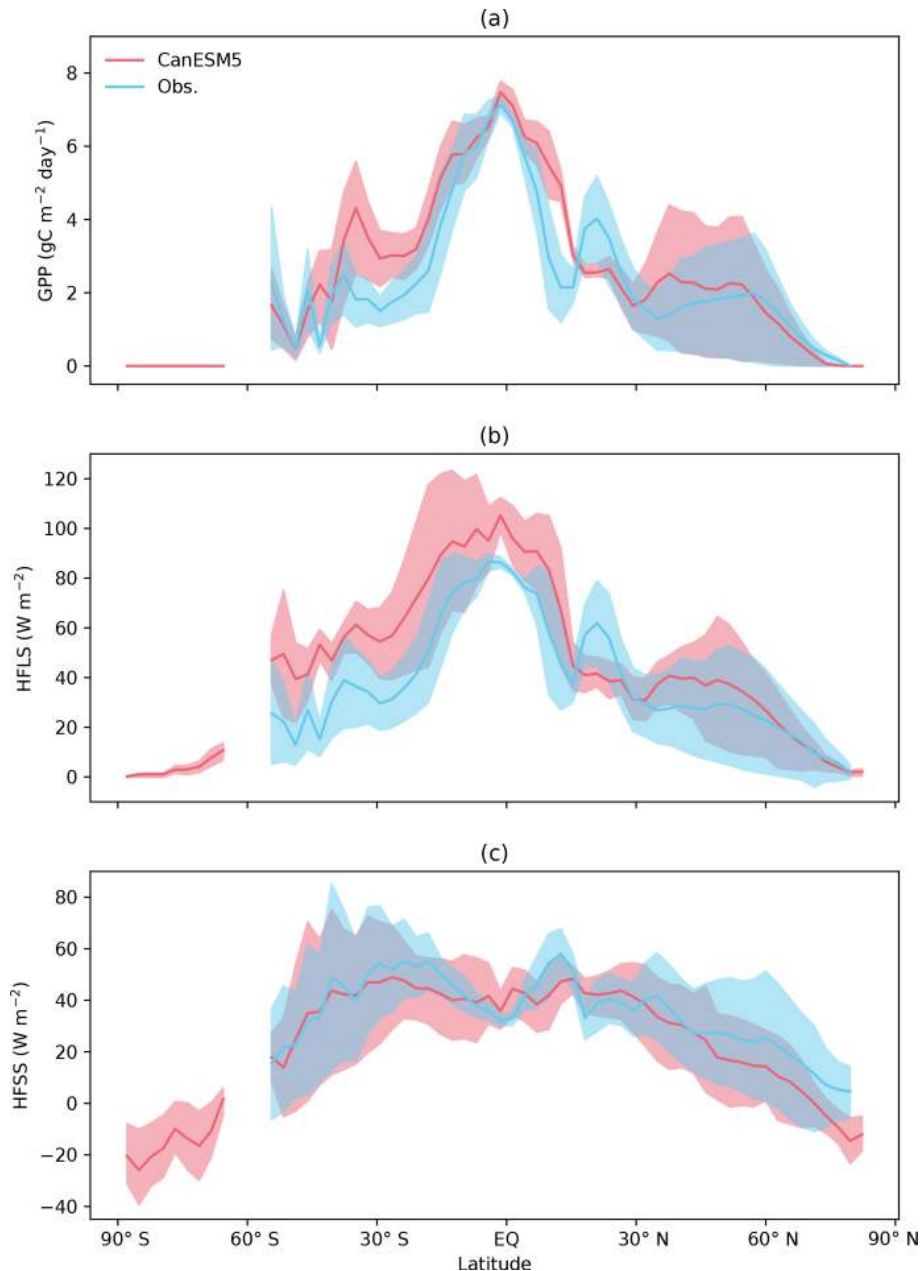 (a)
CanESM5
Obs.
8
6
4
2
0
GPP (gC m⁻² day⁻¹)
(b)
120
100
80
60
40
20
0
HFLS (W m⁻²)
(c)
80
60
40
20
0
−20
−40
HFSS (W m⁻²)
90° S 60° S 30° S EQ 30° N 60° N 90° N
Latitude